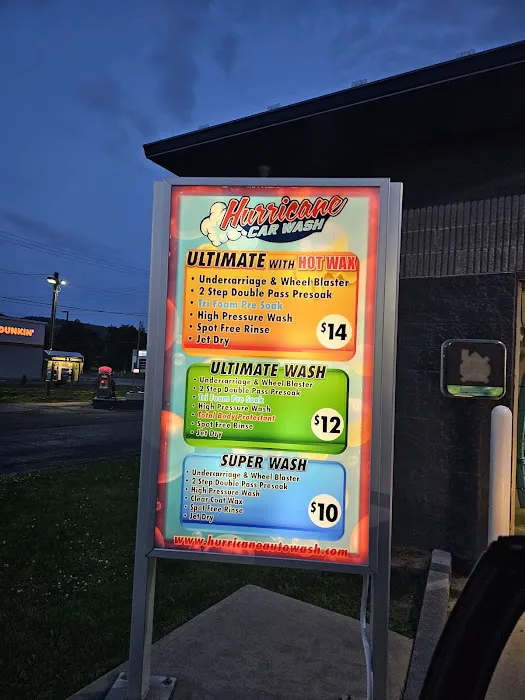 Hurricane
CAR WASH
ULTIMATE WITH HOT WAX
• Undercarriage & Wheel Blaster
• 2 Step Double Pass Presoak
• Tri Foam Pre Soak
• High Pressure Wash
• Spot Free Rinse
• Jet Dry
$14
ULTIMATE WASH
• Undercarriage & Wheel Blaster
• 2 Step Double Pass Presoak
• Tri Foam Pre Soak
• High Pressure Wash
• Total Body Protectant
• Spot Free Rinse
• Jet Dry
$12
SUPER WASH
• Undercarriage & Wheel Blaster
• 2 Step Double Pass Presoak
• High Pressure Wash
• Clear Coat Wax
• Spot Free Rinse
• Jet Dry
$10
www.hurricaneautowash.com
DUNKIN'